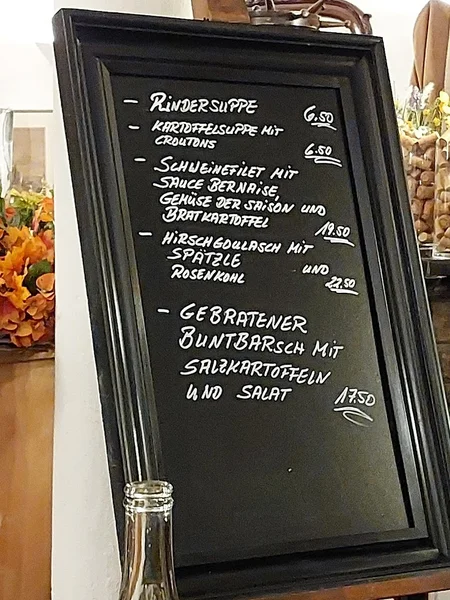 - RINDERSUPPE 6.50
- KARTOFFELSUPPE MIT
CROUTONS 6.50
- SCHWEINEFILET MIT
SAUCE BERNAISE,
GEMÜSE DER SAISON UND
BRATKARTOFFEL 19.50
- HIRSCHGOULASCH MIT
SPÄTZLE UND
ROSENKOHL 22.50
- GEBRATENER
BUNTBARSCH MIT
SALZKARTOFFELN
UND SALAT 17.50